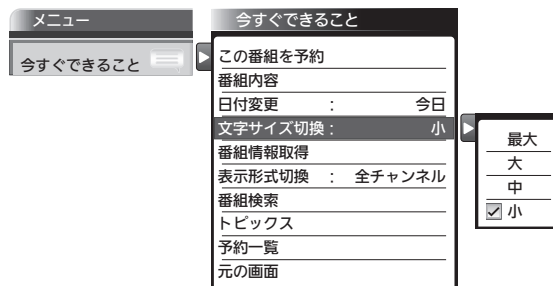 メニュー
今すぐできること
今すぐできること
この番組を予約
番組内容
日付変更 : 今日
文字サイズ切換 : 小
番組情報取得
表示形式切換 : 全チャンネル
番組検索
トピックス
予約一覧
元の画面
最大
大
中
小